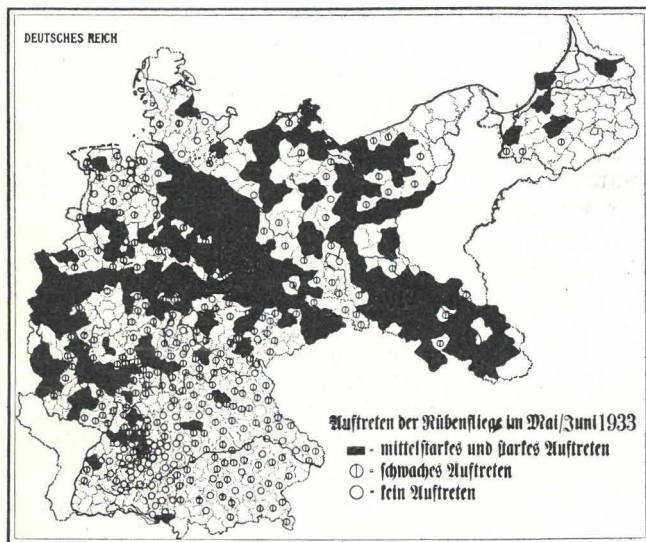 DEUTSCHES REICH
Auftreten der Rübenfliege im Mai/Juni 1933
- mittelstarkes und starkes Auftreten
- schwaches Auftreten
- kein Auftreten